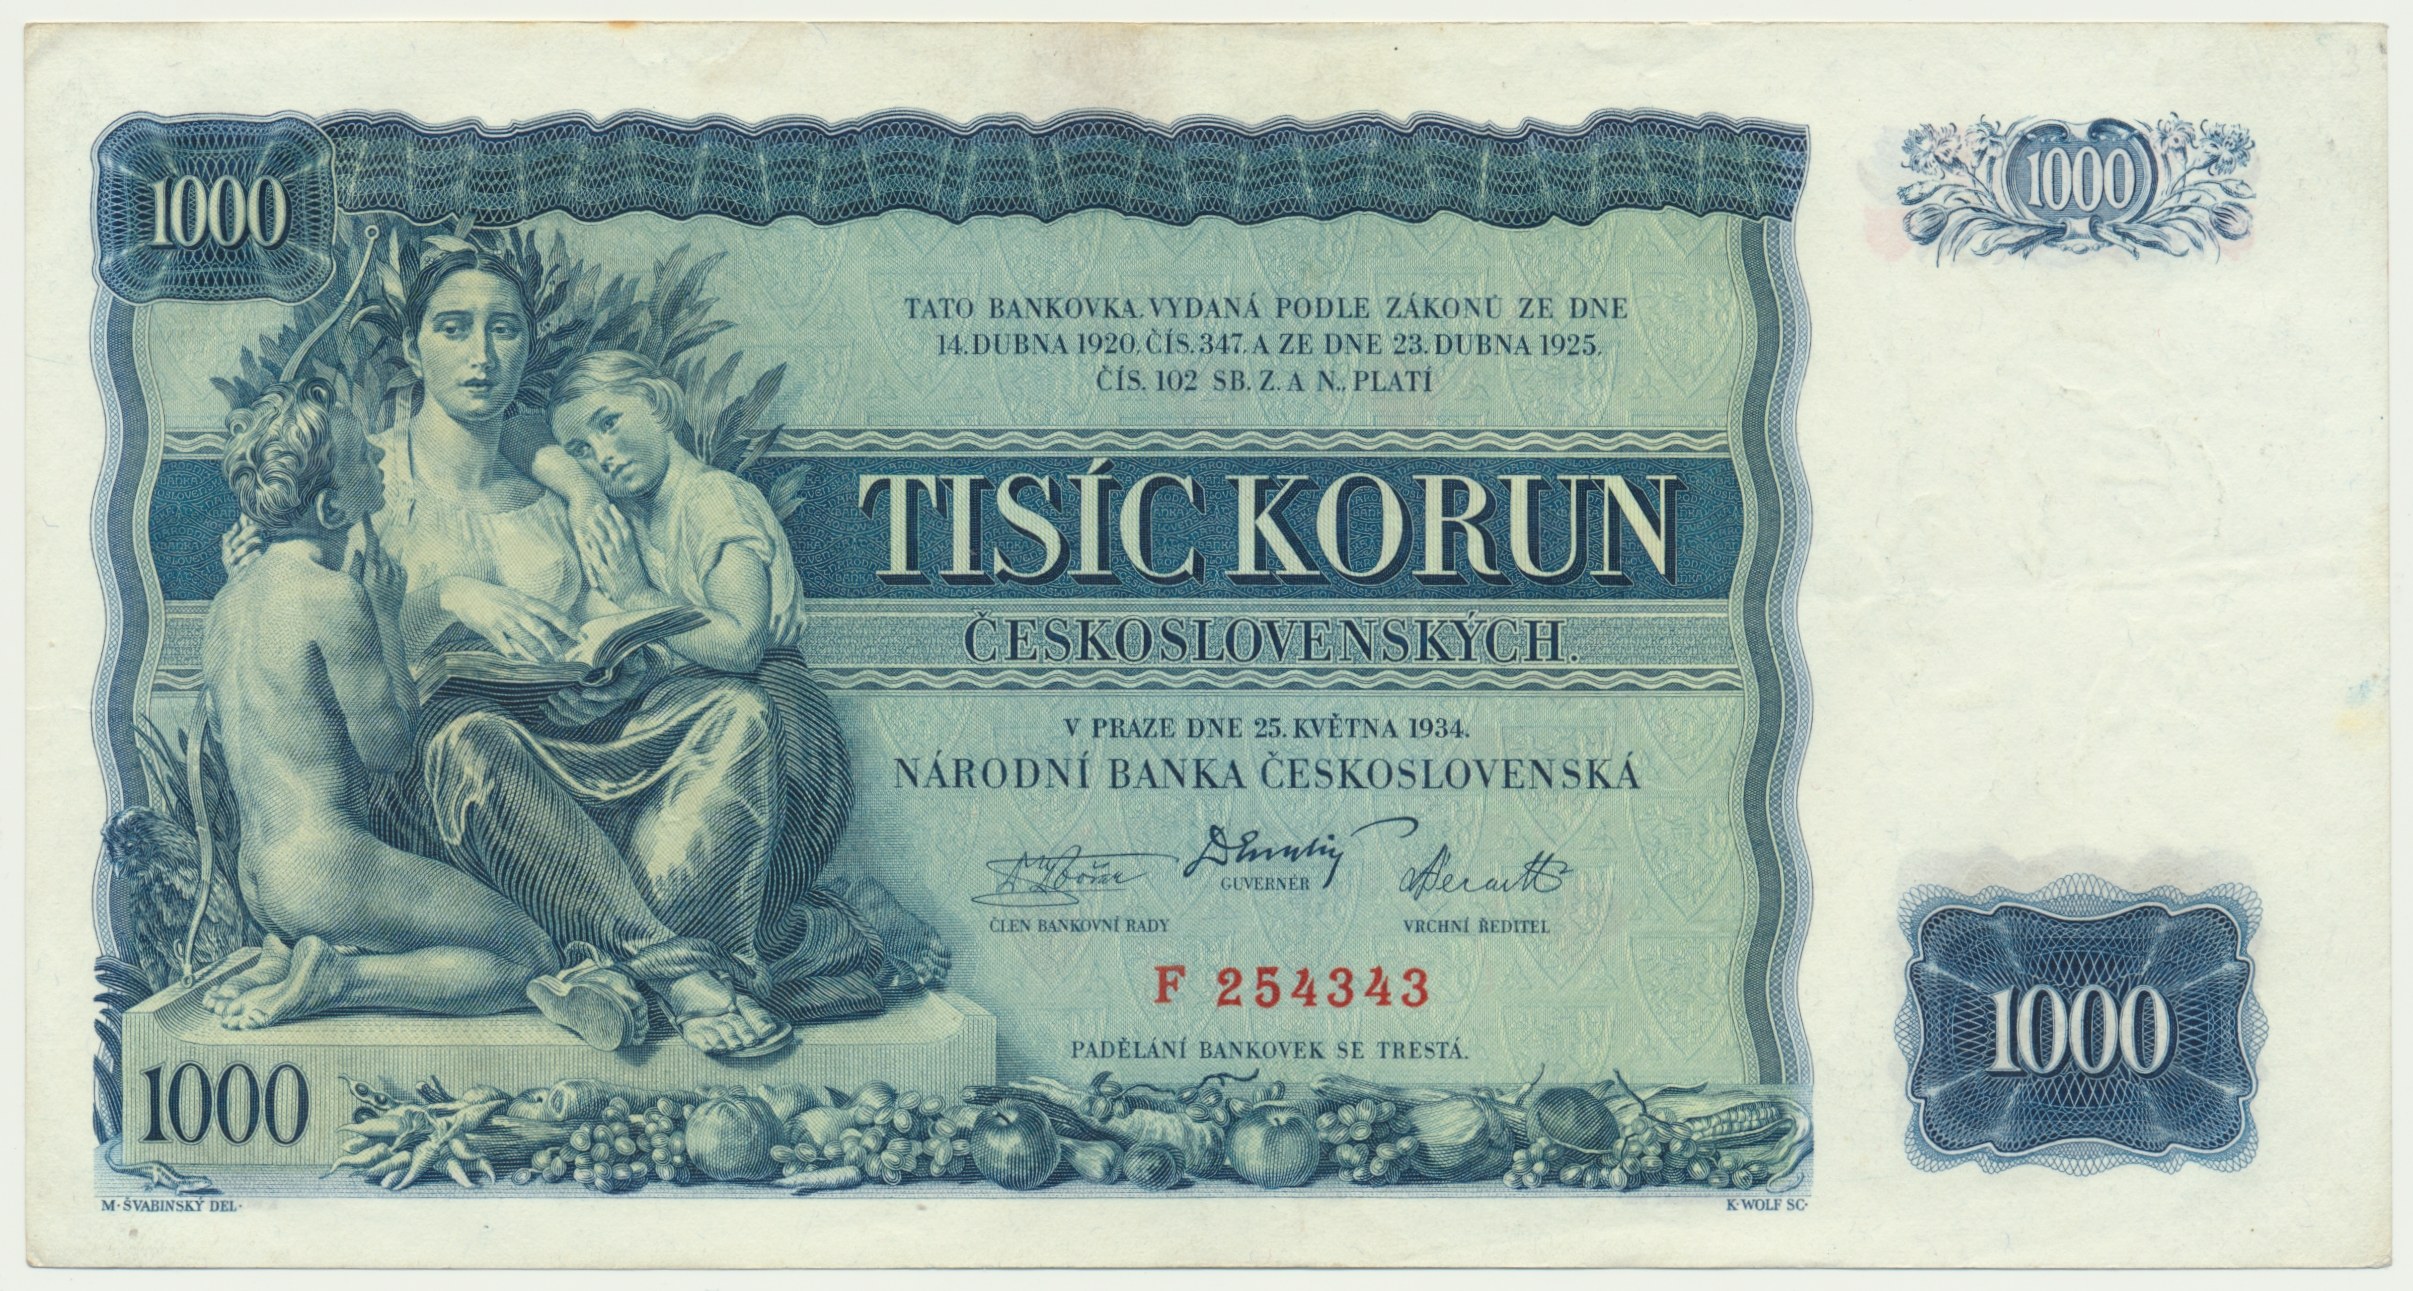 1000
1000
TATO BANKOVKA, VYDANÁ PODLE ZÁKONŮ ZE DNE
14. DUBNA 1920, ČÍS. 347. A ZE DNE 23. DUBNA 1925,
ČÍS. 102 SB. Z. A N., PLATÍ
TISÍC KORUN
ČESKOSLOVENSKÝCH.
V PRAZE DNE 25. KVĚTNA 1934.
NÁRODNÍ BANKA ČESKOSLOVENSKÁ
GUVERNÉR
ČLEN BANKOVNÍ RADY
VRCHNÍ ŘEDITEL
F 254343
PADĚLÁNÍ BANKOVEK SE TRESTÁ.
1000
1000
M·ŠVABINSKÝ DEL·
K·WOLF SC·